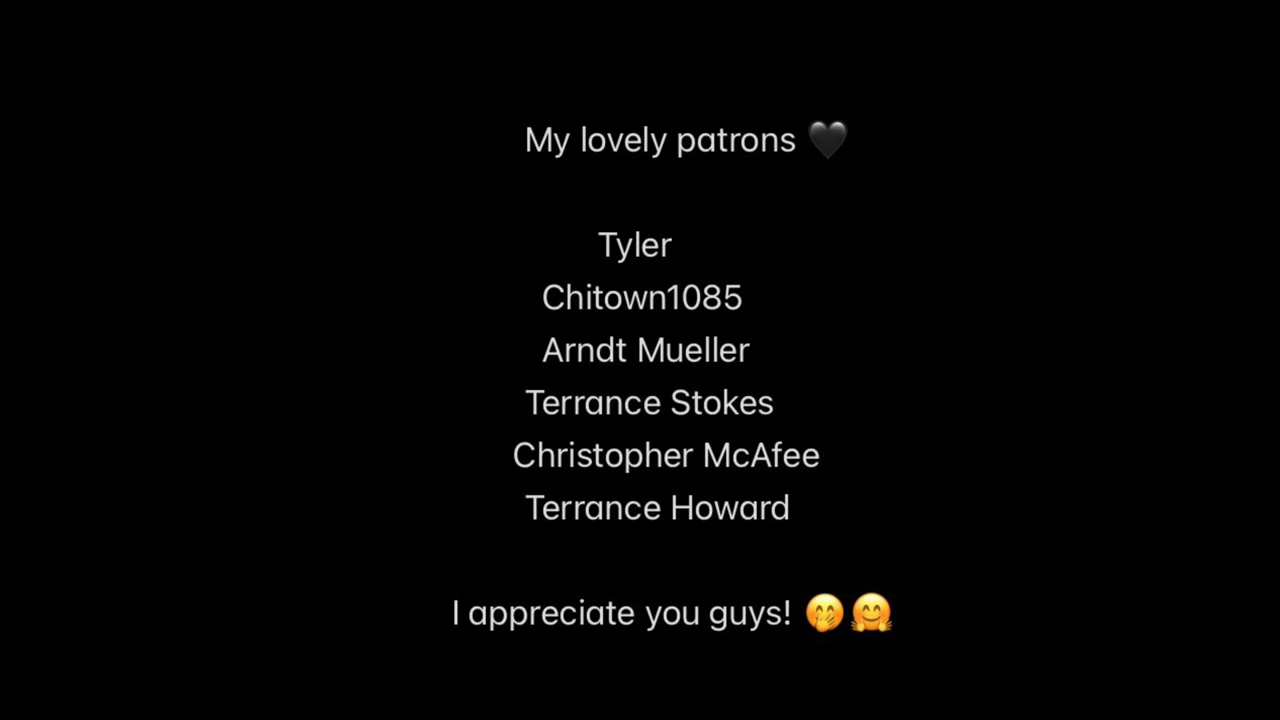 My lovely patrons 🖤
Tyler
Chitown1085
Arndt Mueller
Terrance Stokes
Christopher McAfee
Terrance Howard
I appreciate you guys! 🤭🤗